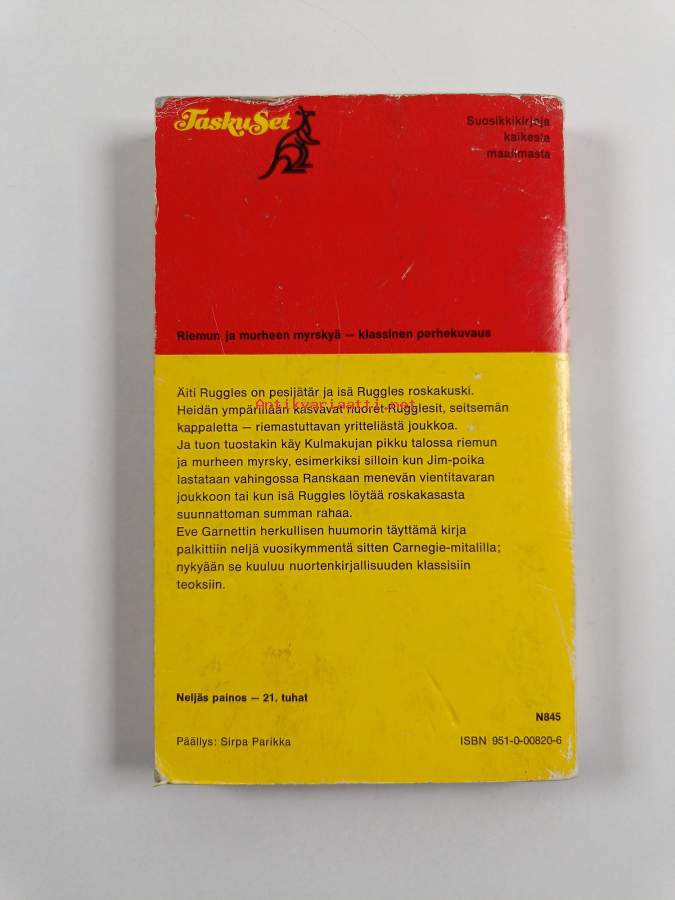 TaskuSet
Suosikkikirjoja
kaikesta
maailmasta
Riemun ja murheen myrskyä — klassinen perhekuvaus
Äiti Ruggles on pesijätär ja isä Ruggles roskakuski.
Antikvariaatti.net
Heidän ympärillään kasvavat nuoret Rugglesit, seitsemän
kappaletta — riemastuttavan yritteliästä joukkoa.
Ja tuon tuostakin käy Kulmakujan pikku talossa riemun
ja murheen myrsky, esimerkiksi silloin kun Jim-poika
lastataan vahingossa Ranskaan menevän vientitavaran
joukkoon tai kun isä Ruggles löytää roskakasasta
suunnattoman summan rahaa.
Eve Garnettin herkullisen huumorin täyttämä kirja
palkittiin neljä vuosikymmentä sitten Carnegie-mitalilla;
nykyään se kuuluu nuortenkirjallisuuden klassisiin
teoksiin.
Neljäs painos — 21. tuhat
N845
Päällys: Sirpa Parikka
ISBN 951-0-00820-6